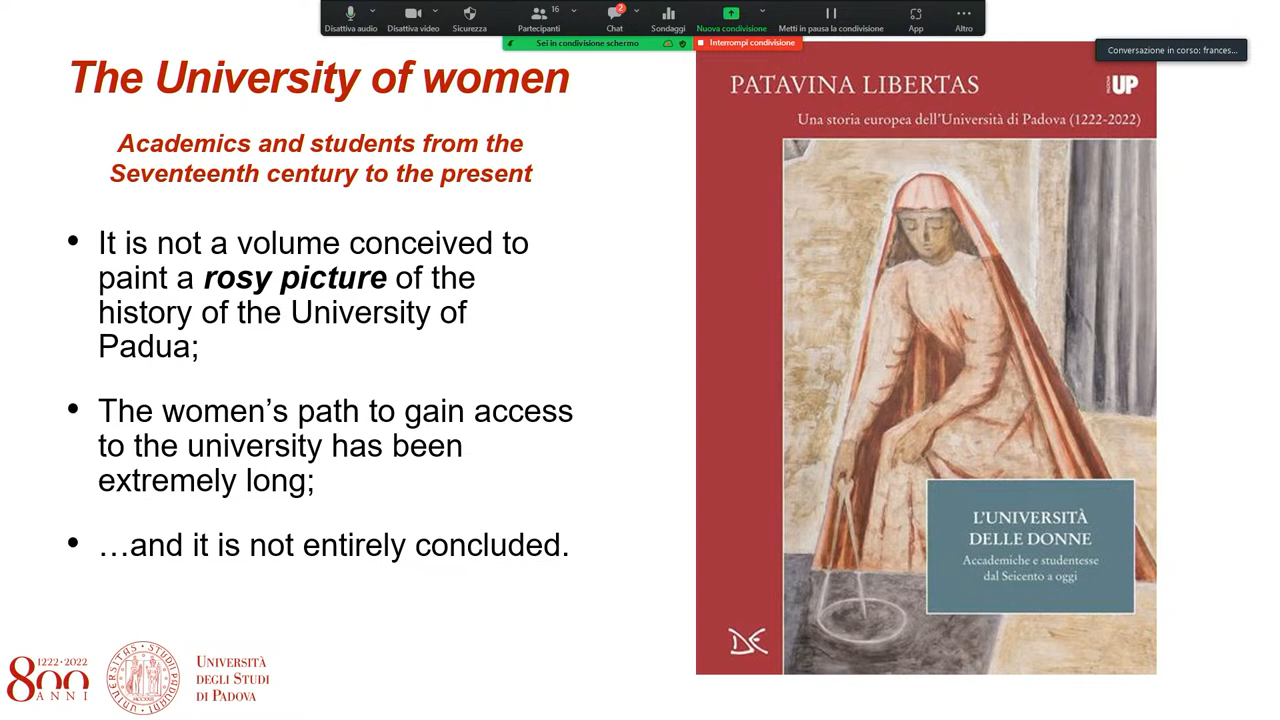 Disattiva audio
Disattiva video
Sicurezza
16
Partecipanti
2
Chat
Sondaggi
Nuova condivisione
Metti in pausa la condivisione
App
Altro
Sei in condivisione schermo
Interrompi condivisione
Conversazione in corso: frances...
The University of women
Academics and students from the
Seventeenth century to the present
• It is not a volume conceived to
paint a rosy picture of the
history of the University of
Padua;
• The women’s path to gain access
to the university has been
extremely long;
• …and it is not entirely concluded.
1222·2022
800
ANNI
UNIVERSITÀ
DEGLI STUDI
DI PADOVA
PATAVINA LIBERTAS
UP
Una storia europea dell'Università di Padova (1222-2022)
L'UNIVERSITÀ
DELLE DONNE
Accademiche e studentesse
dal Seicento a oggi